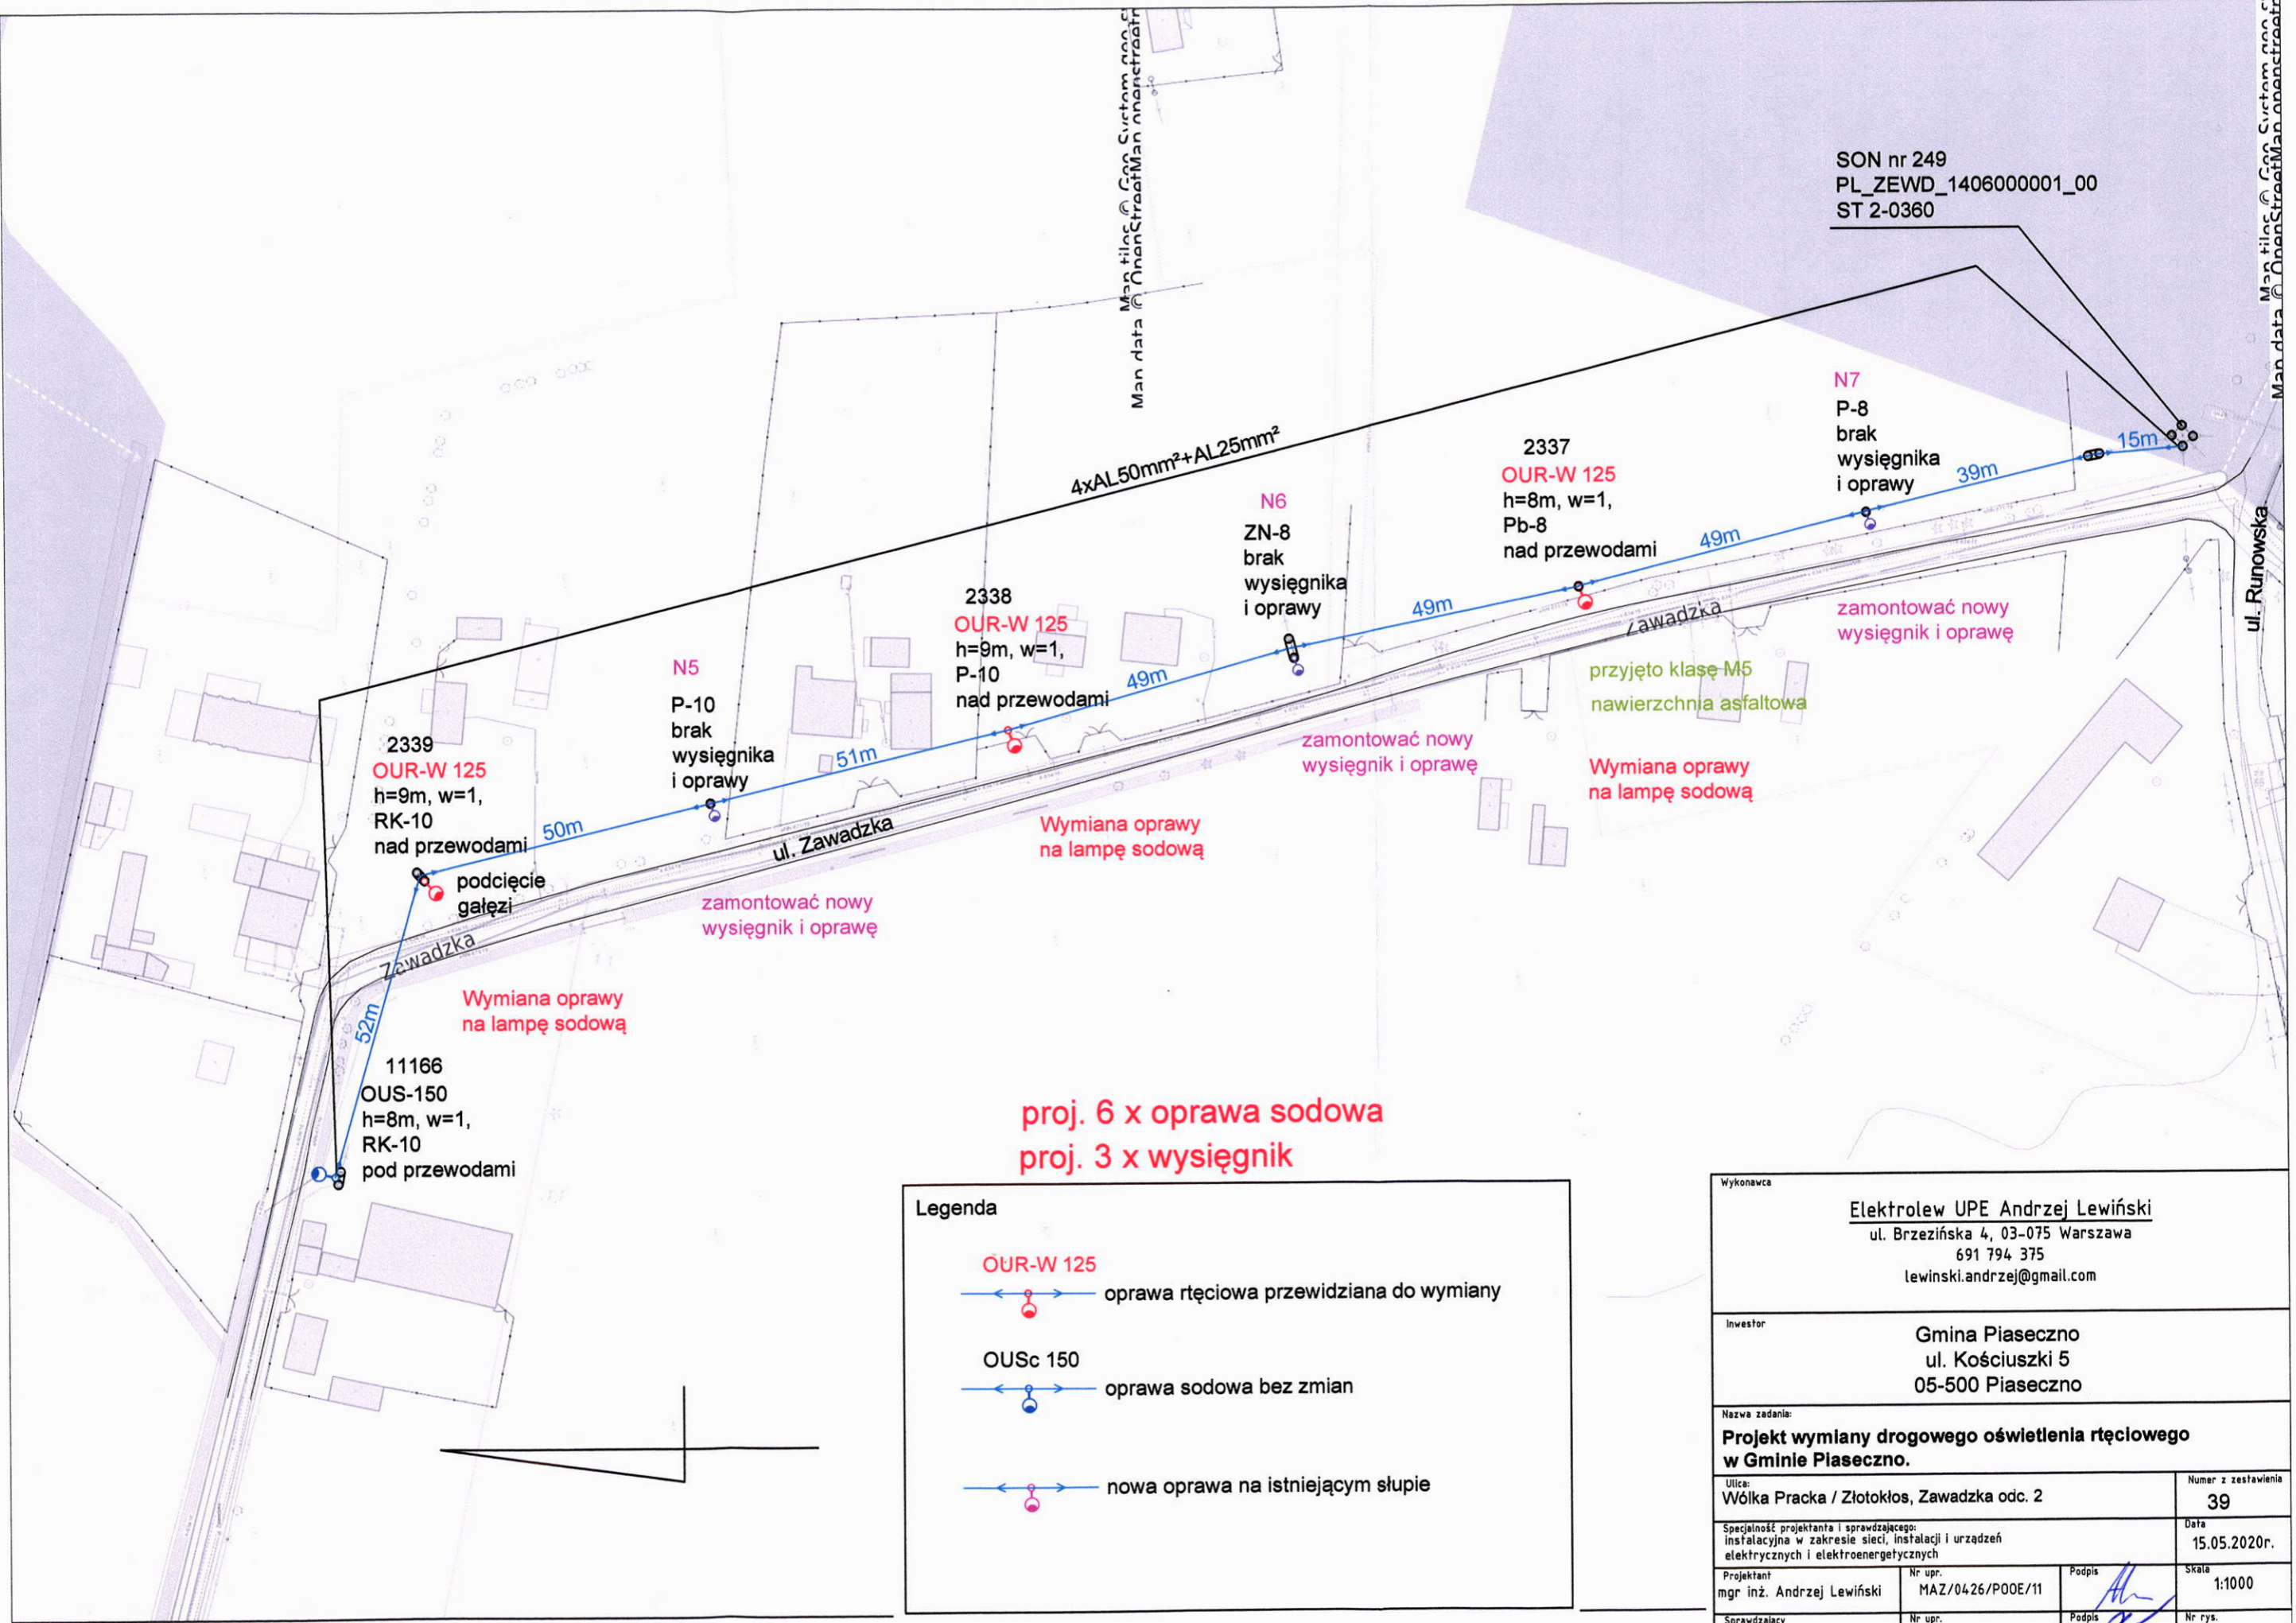 Map tiles © Geo-System
Map data © OpenStreetMap
Map tiles © Geo-System
Map data © OpenStreetMap
SON nr 249
PL_ZEWD_1406000001_00
ST 2-0360
4xAL50mm²+AL25mm²
N7
P-8
brak
wysięgnika
i oprawy
15m
39m
2337
OUR-W 125
h=8m, w=1,
Pb-8
nad przewodami
49m
N6
ZN-8
brak
wysięgnika
i oprawy
49m
2338
OUR-W 125
h=9m, w=1,
P-10
nad przewodami
49m
N5
P-10
brak
wysięgnika
i oprawy
51m
2339
OUR-W 125
h=9m, w=1,
RK-10
nad przewodami
50m
podcięcie
gałęzi
52m
11166
OUS-150
h=8m, w=1,
RK-10
pod przewodami
Zawadzka
ul. Zawadzka
Zawadzka
ul. Runowska
zamontować nowy
wysięgnik i oprawę
przyjęto klasę M5
nawierzchnia asfaltowa
Wymiana oprawy
na lampę sodową
zamontować nowy
wysięgnik i oprawę
Wymiana oprawy
na lampę sodową
zamontować nowy
wysięgnik i oprawę
Wymiana oprawy
na lampę sodową
proj. 6 x oprawa sodowa
proj. 3 x wysięgnik
Legenda
OUR-W 125
oprawa rtęciowa przewidziana do wymiany
OUSc 150
oprawa sodowa bez zmian
nowa oprawa na istniejącym słupie
Wykonawca
Elektrolew UPE Andrzej Lewiński
ul. Brzezińska 4, 03-075 Warszawa
691 794 375
lewinski.andrzej@gmail.com
Inwestor
Gmina Piaseczno
ul. Kościuszki 5
05-500 Piaseczno
Nazwa zadania:
Projekt wymiany drogowego oświetlenia rtęciowego
w Gminie Piaseczno.
Ulica:
Wólka Pracka / Złotokłos, Zawadzka odc. 2
Numer z zestawienia
39
Specjalność projektanta i sprawdzającego:
instalacyjna w zakresie sieci, instalacji i urządzeń
elektrycznych i elektroenergetycznych
Data
15.05.2020r.
Projektant
mgr inż. Andrzej Lewiński
Nr upr.
MAZ/0426/POOE/11
Podpis
Skala
1:1000
Sprawdzający
Nr upr.
Podpis
Nr rys.